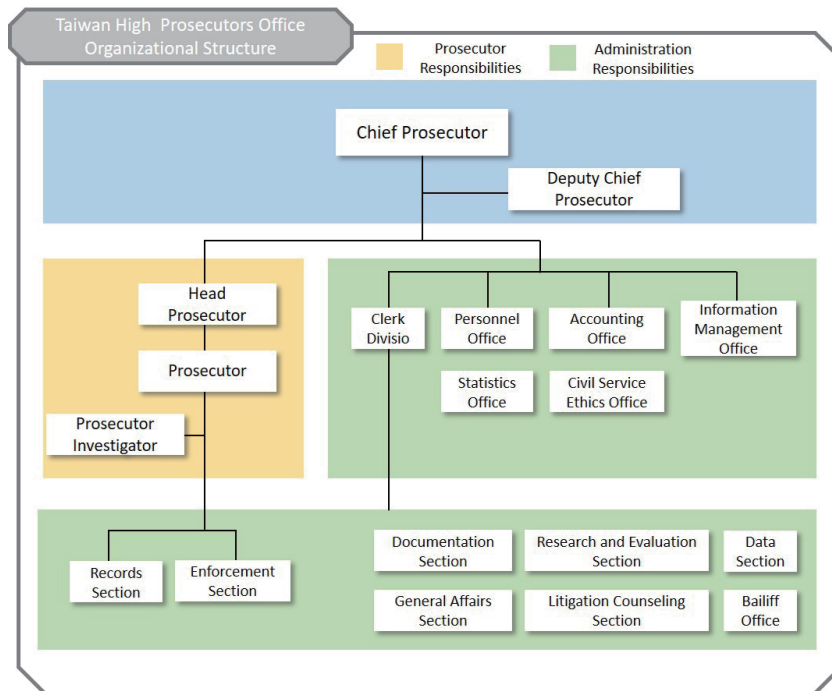 Taiwan High Prosecutors Office
Organizational Structure
Prosecutor
Responsibilities
Administration
Responsibilities
Chief Prosecutor
Deputy Chief
Prosecutor
Head
Prosecutor
Prosecutor
Prosecutor
Investigator
Clerk
Divisio
Personnel
Office
Accounting
Office
Information
Management
Office
Statistics
Office
Civil Service
Ethics Office
Records
Section
Enforcement
Section
Documentation
Section
Research and Evaluation
Section
Data
Section
General Affairs
Section
Litigation Counseling
Section
Bailiff
Office